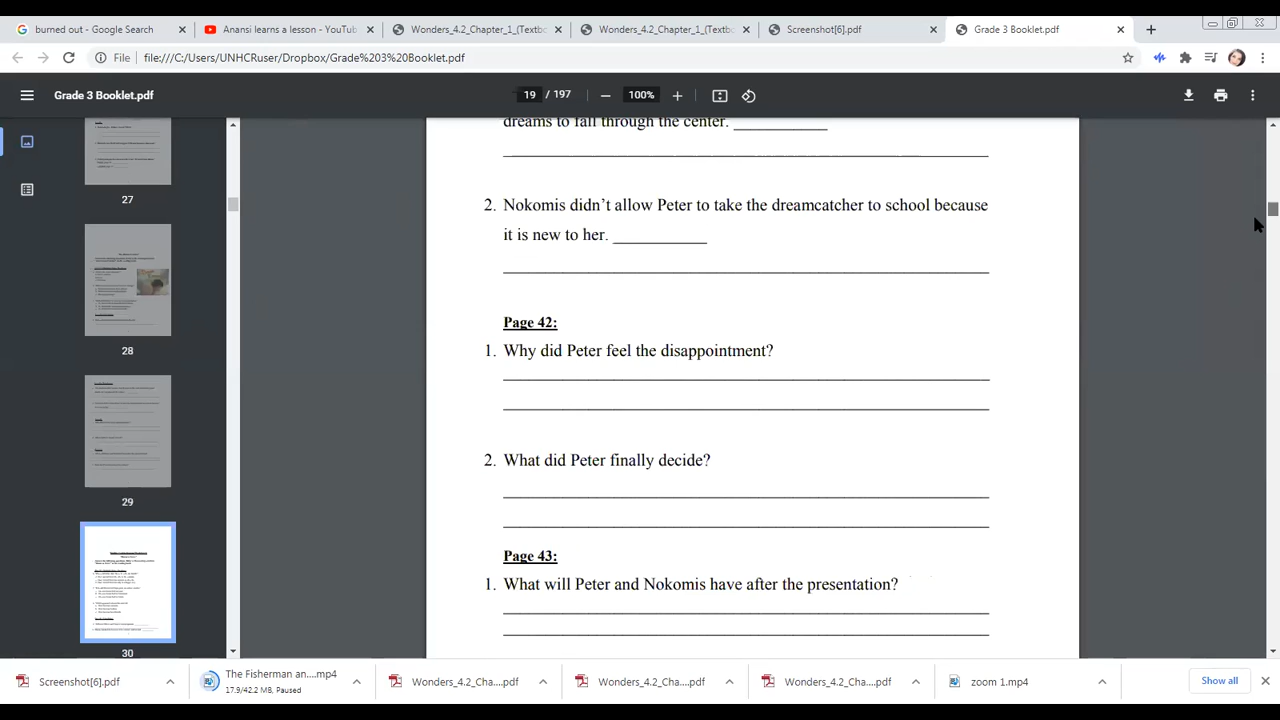 burned out - Google Search
Anansi learns a lesson - YouTube
Wonders_4.2_Chapter_1_(Textbo
Wonders_4.2_Chapter_1_(Textbo
Screenshot[6].pdf
Grade 3 Booklet.pdf
File
file:///C:/Users/UNHCRuser/Dropbox/Grade%203%20Booklet.pdf
Grade 3 Booklet.pdf
19 / 197
100%
27
28
29
30
dreams to fall through the center. ___________
2. Nokomis didn't allow Peter to take the dreamcatcher to school because
it is new to her. ___________
Page 42:
1. Why did Peter feel the disappointment?
2. What did Peter finally decide?
Page 43:
1. What will Peter and Nokomis have after the presentation?
Screenshot[6].pdf
The Fisherman an....mp4
17.9/42.2 MB, Paused
Wonders_4.2_Cha....pdf
Wonders_4.2_Cha....pdf
Wonders_4.2_Cha....pdf
zoom 1.mp4
Show all